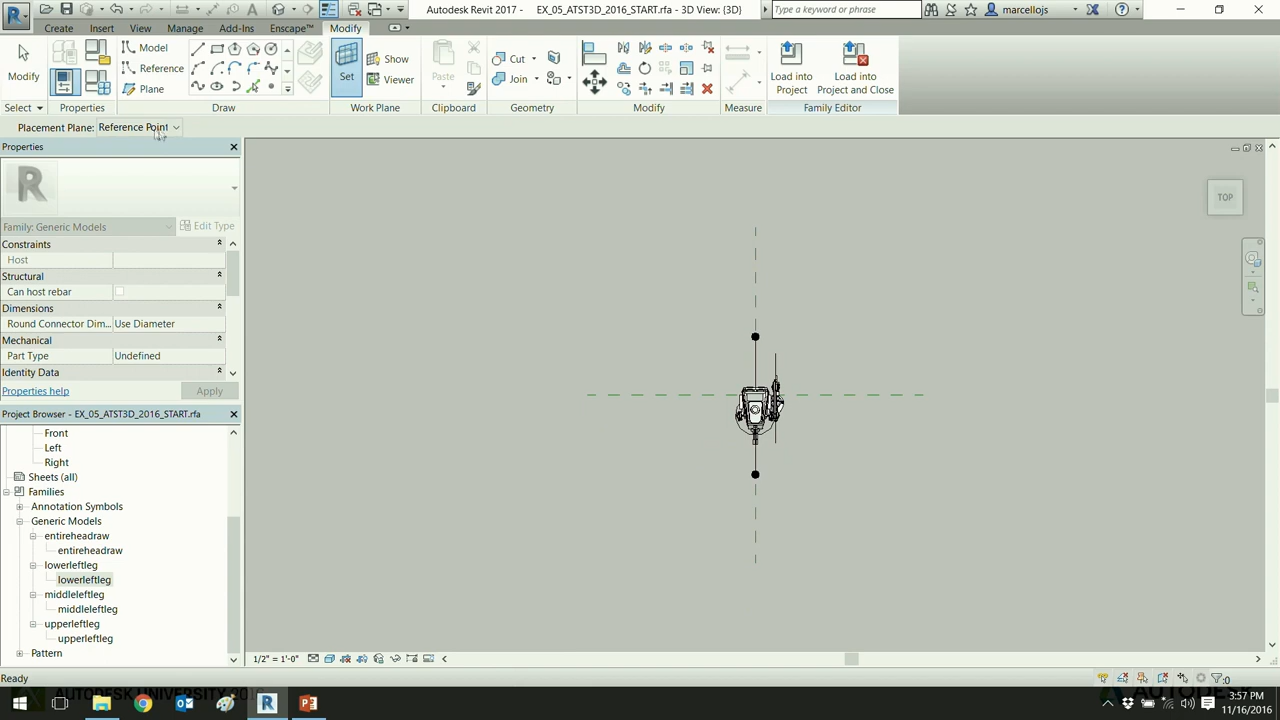 Autodesk Revit 2017 - EX_05_ATST3D_2016_START.rfa - 3D View: {3D}
Type a keyword or phrase
marcellojs
Create Insert View Manage Add-Ins Enscape™ Modify
Modify
Model
Reference
Plane
Set
Show
Viewer
Paste
Cut
Join
Load into
Project
Load into
Project and Close
Select Properties Draw Work Plane Clipboard Geometry Modify Measure Family Editor
Placement Plane: Reference Point
Properties
R
Family: Generic Models
Edit Type
Constraints
Host
Structural
Can host rebar
Dimensions
Round Connector Dim... Use Diameter
Mechanical
Part Type Undefined
Identity Data
Properties help
Apply
Project Browser - EX_05_ATST3D_2016_START.rfa
Front
Left
Right
Sheets (all)
Families
Annotation Symbols
Generic Models
entireheadraw
entireheadraw
lowerleftleg
lowerleftleg
middleleftleg
middleleftleg
upperleftleg
upperleftleg
Pattern
TOP
1/2" = 1'-0"
Ready
:0
AUTODESK UNIVERSITY
3:57 PM
11/16/2016